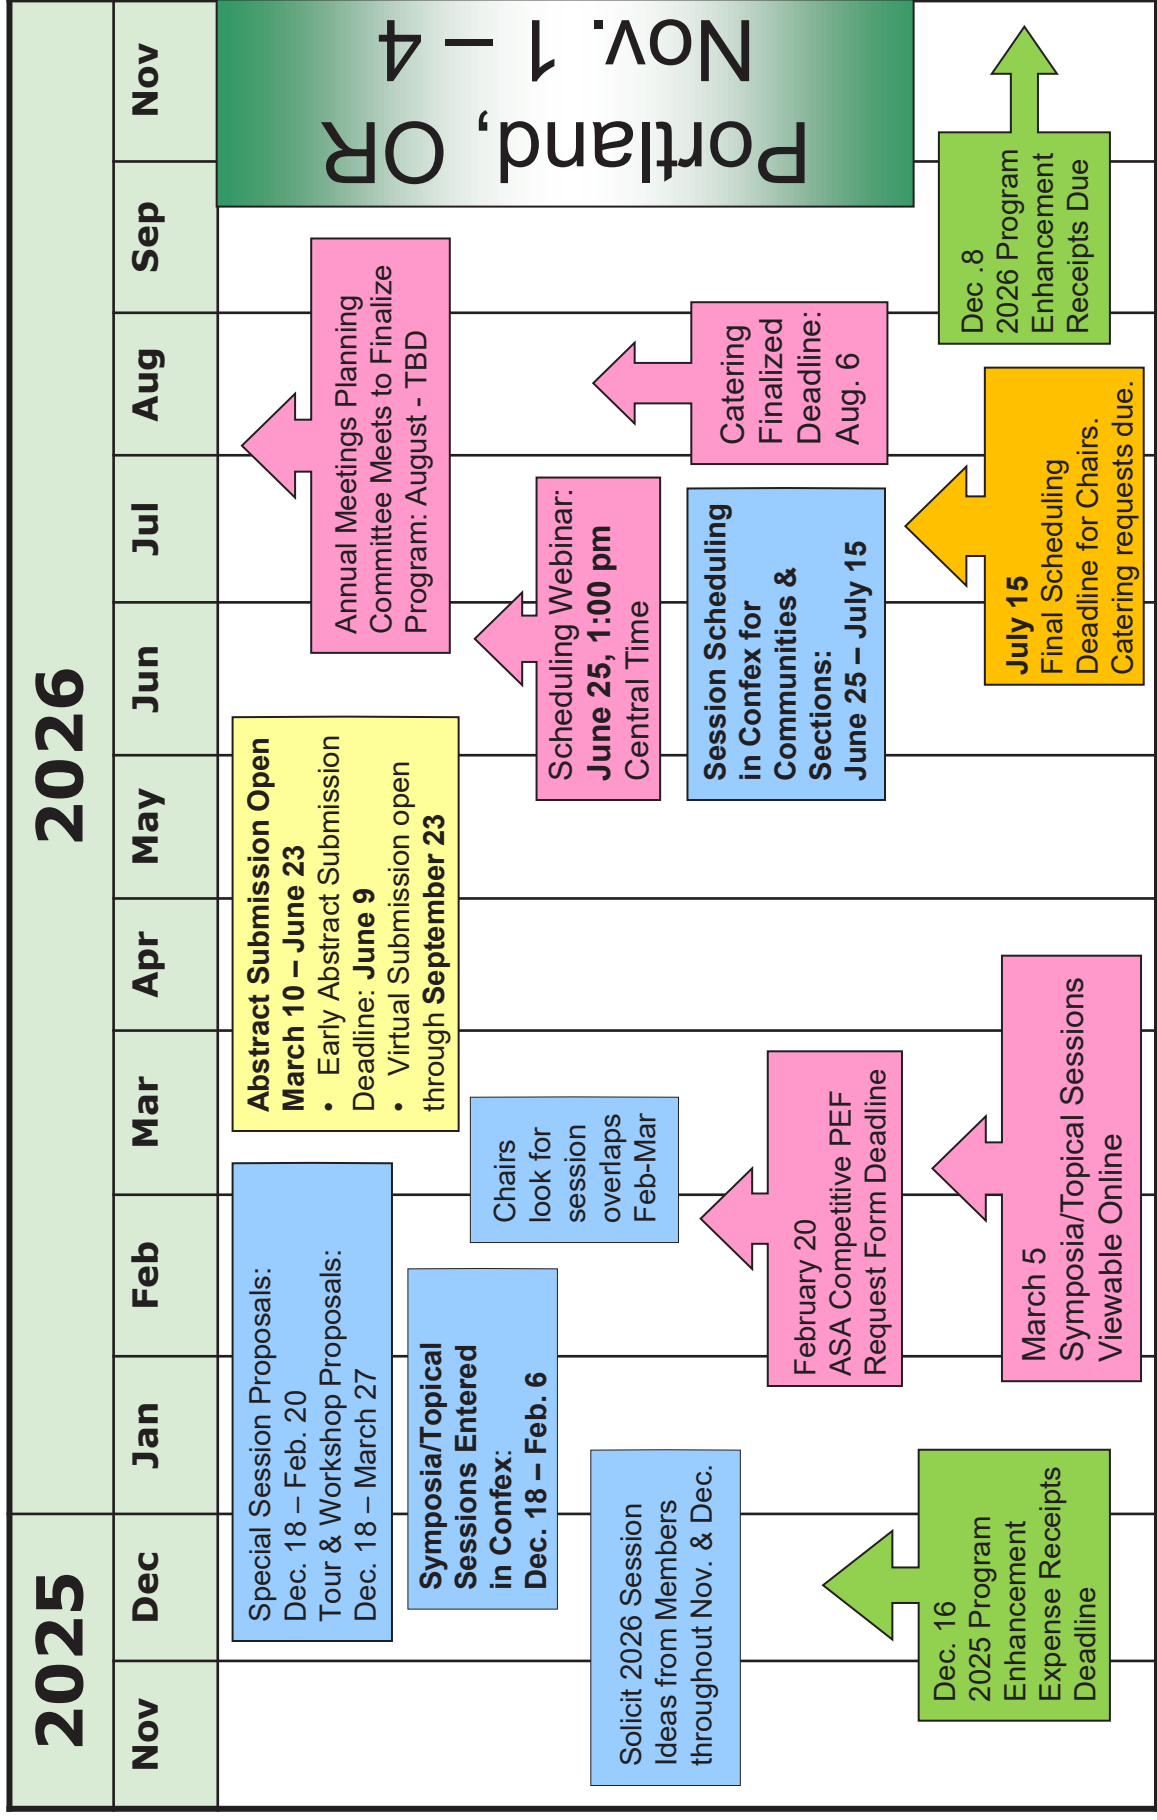 2025
2026
Nov
Dec
Jan
Feb
Mar
Apr
May
Jun
Jul
Aug
Sep
Nov
Special Session Proposals:
Dec. 18 – Feb. 20
Tour & Workshop Proposals:
Dec. 18 – March 27
Symposia/Topical
Sessions Entered
in Confex:
Dec. 18 – Feb. 6
Solicit 2026 Session
Ideas from Members
throughout Nov. & Dec.
Dec. 16
2025 Program
Enhancement
Expense Receipts
Deadline
Abstract Submission Open
March 10 – June 23
• Early Abstract Submission
Deadline: June 9
• Virtual Submission open
through September 23
Chairs
look for
session
overlaps
Feb-Mar
February 20
ASA Competitive PEF
Request Form Deadline
March 5
Symposia/Topical Sessions
Viewable Online
Annual Meetings Planning
Committee Meets to Finalize
Program: August - TBD
Scheduling Webinar:
June 25, 1:00 pm
Central Time
Session Scheduling
in Confex for
Communities &
Sections:
June 25 – July 15
Catering
Finalized
Deadline:
Aug. 6
July 15
Final Scheduling
Deadline for Chairs.
Catering requests due.
Dec .8
2026 Program
Enhancement
Receipts Due
Portland, OR
Nov. 1 – 4